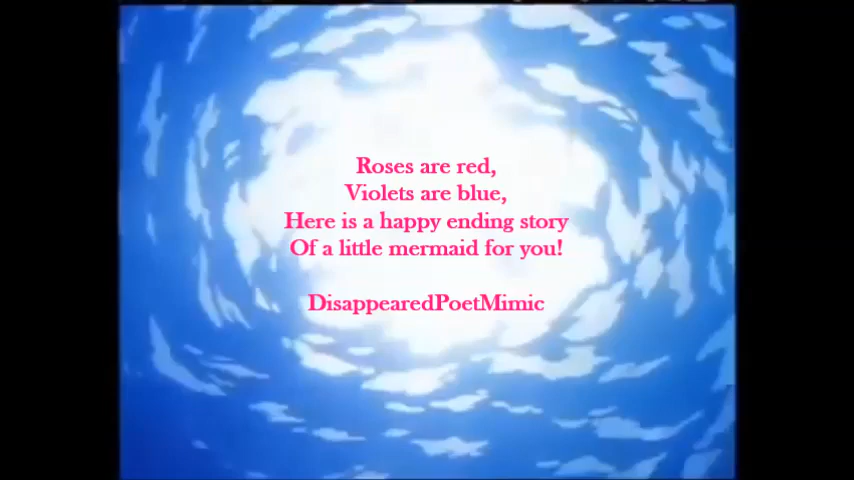 Roses are red,
Violets are blue,
Here is a happy ending story
Of a little mermaid for you!
DisappearedPoetMimic